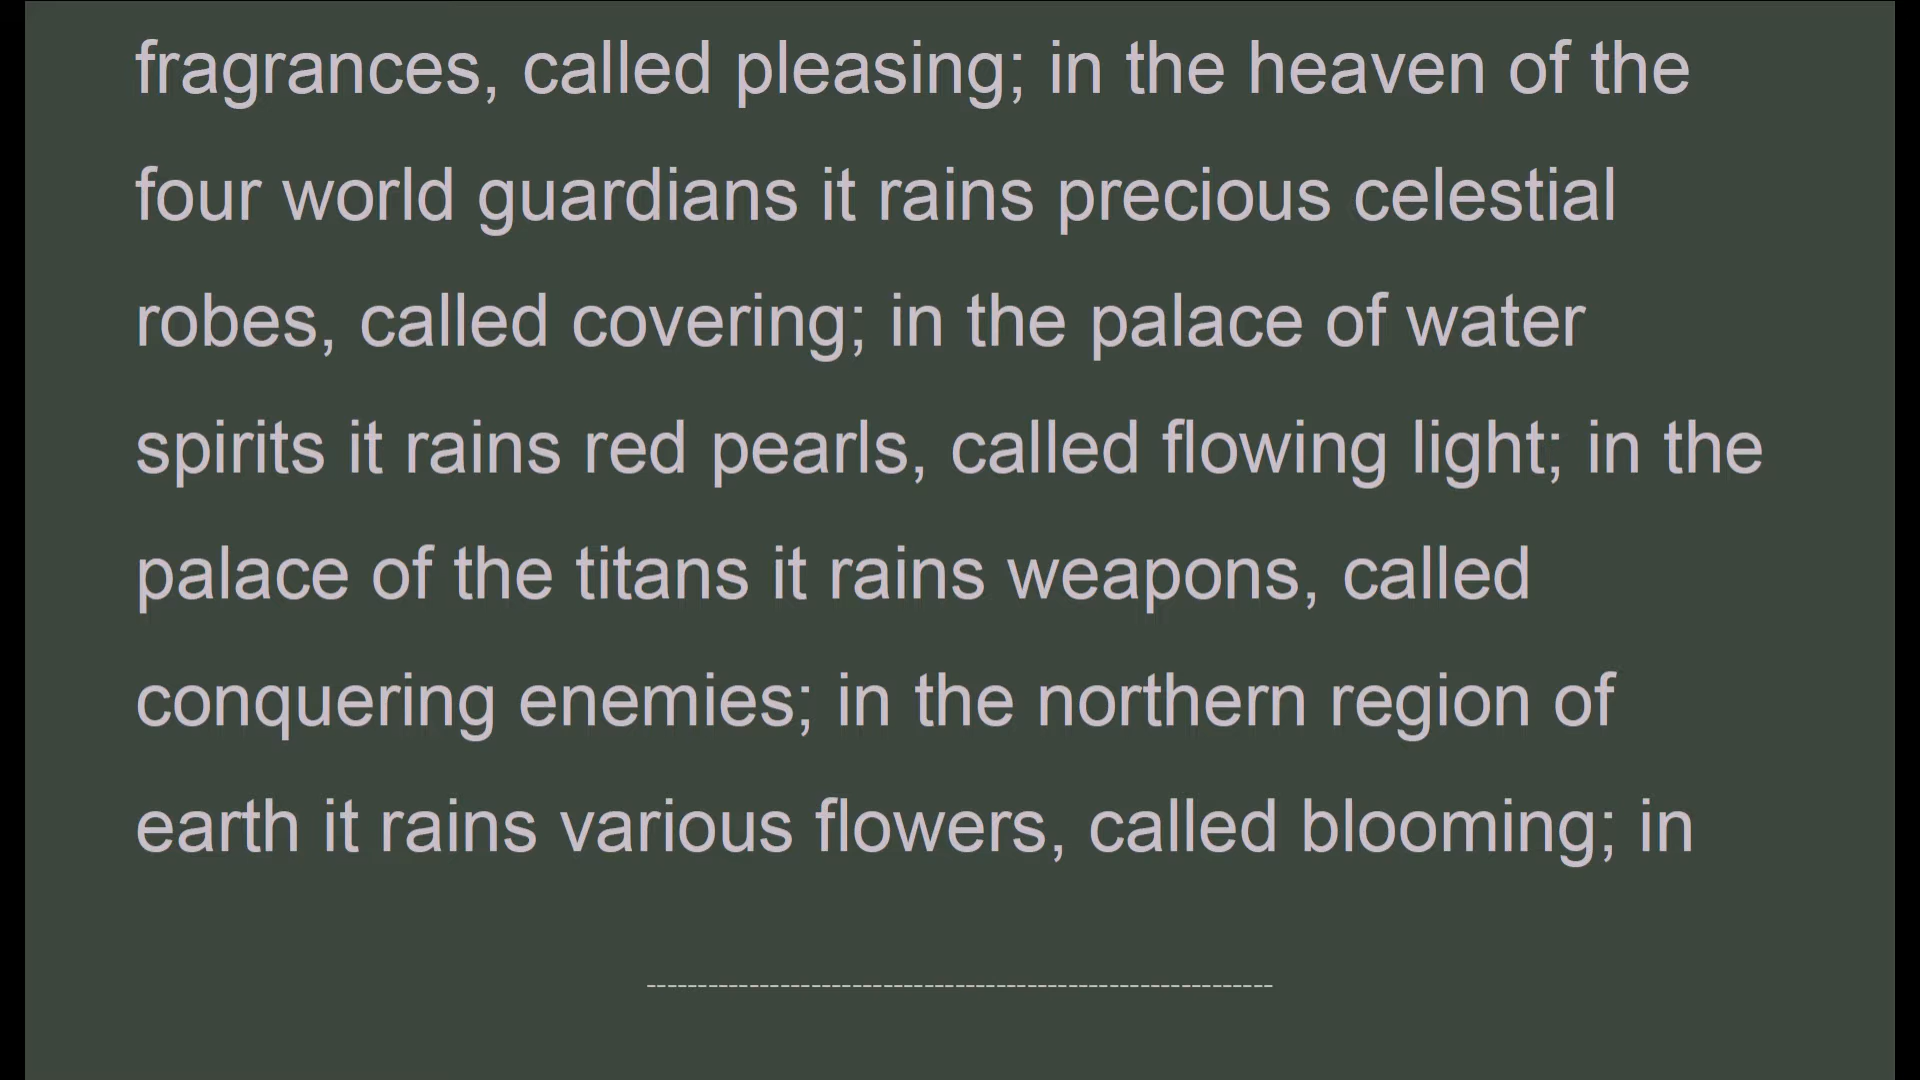 fragrances, called pleasing; in the heaven of the
four world guardians it rains precious celestial
robes, called covering; in the palace of water
spirits it rains red pearls, called flowing light; in the
palace of the titans it rains weapons, called
conquering enemies; in the northern region of
earth it rains various flowers, called blooming; in
-------------------------------------------------------------